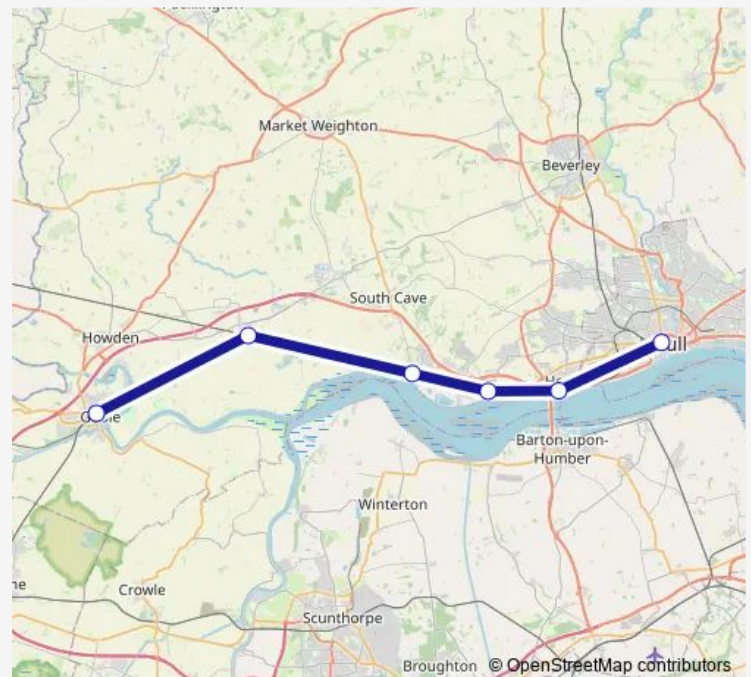 Market Weighton
Beverley
South Cave
Howden
Barton-upon-
Humber
Winterton
Crowle
Scunthorpe
Broughton
© OpenStreetMap contributors